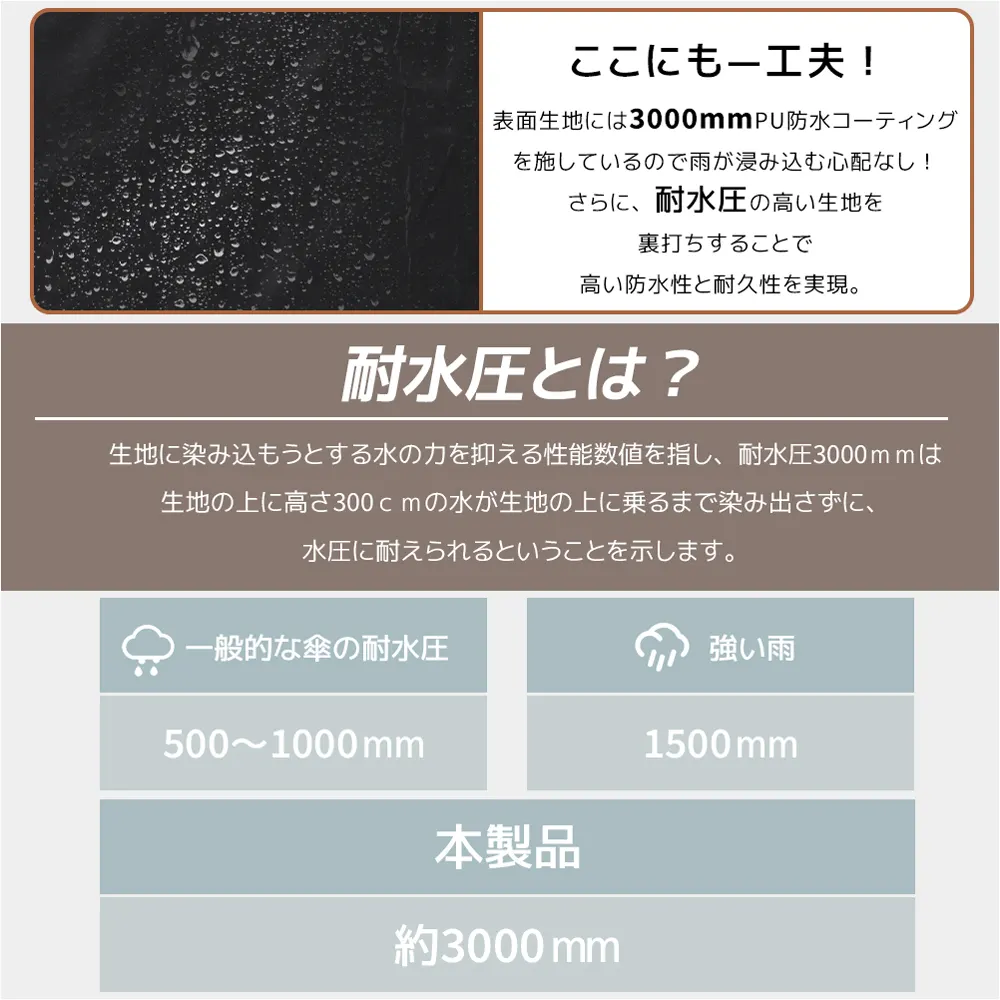 ここにも一工夫！
表面生地には3000mmPU防水コーティング
を施しているので雨が浸み込む心配なし！
さらに、耐水圧の高い生地を
裏打ちすることで
高い防水性と耐久性を実現。
耐水圧とは？
生地に染み込もうとする水の力を抑える性能数値を指し、耐水圧3000ｍｍは
生地の上に高さ300ｃｍの水が生地の上に乗るまで染み出さずに、
水圧に耐えられるということを示します。
一般的な傘の耐水圧
500～1000mm
強い雨
1500mm
本製品
約3000mm